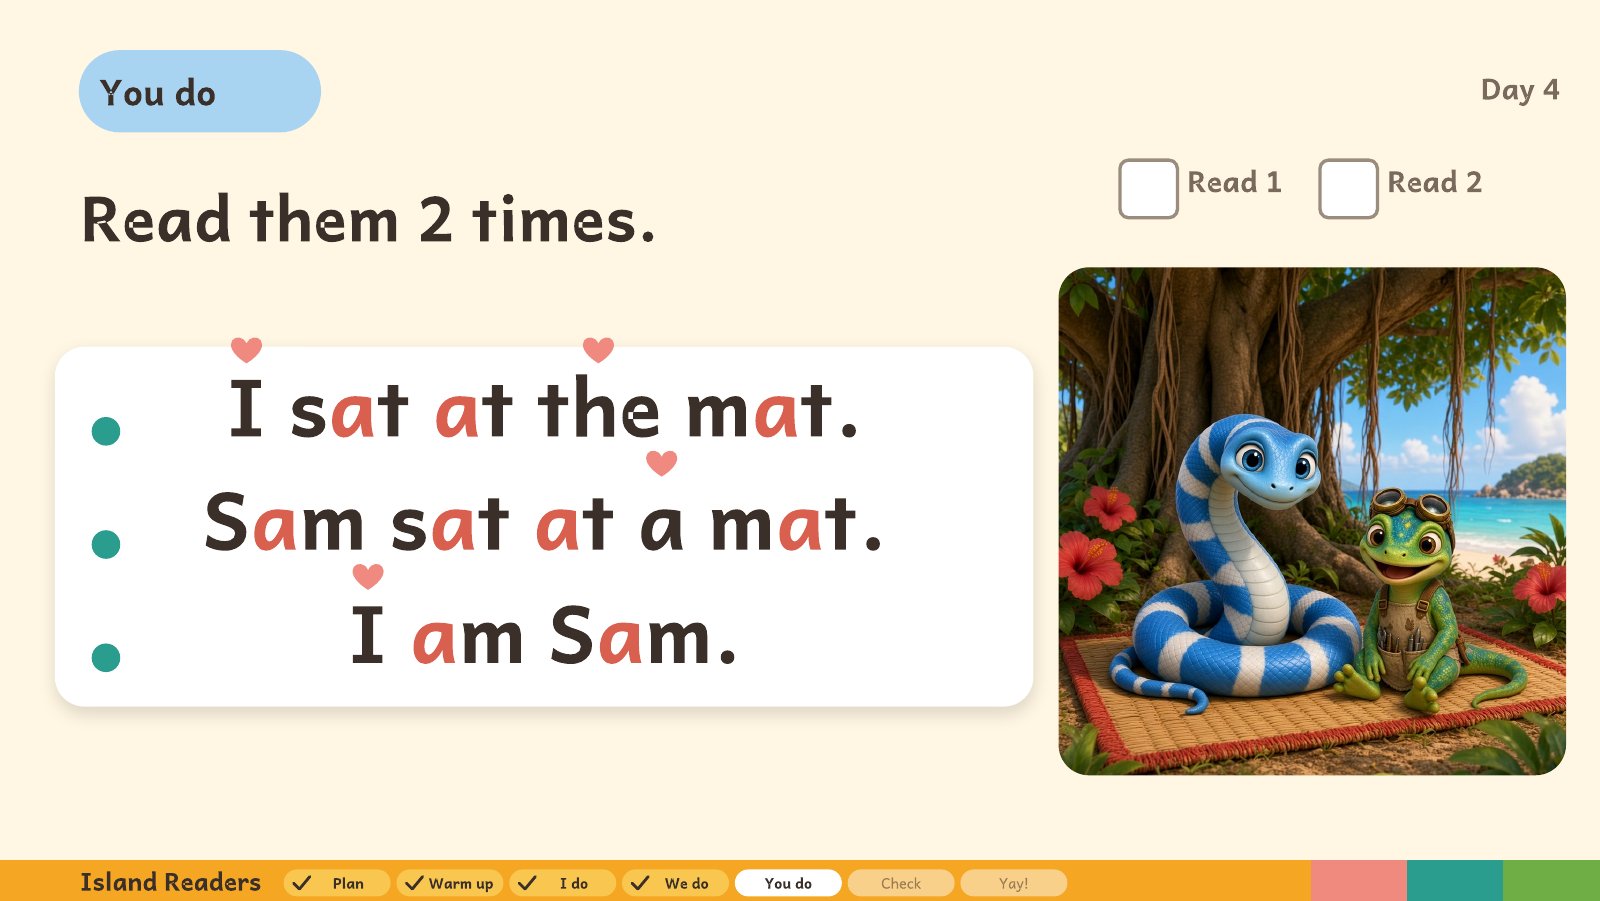 You do
Day 4
Read 1
Read 2
Read them 2 times.
I sat at the mat.
Sam sat at a mat.
I am Sam.
Island Readers
Plan
Warm up
I do
We do
You do
Check
Yay!